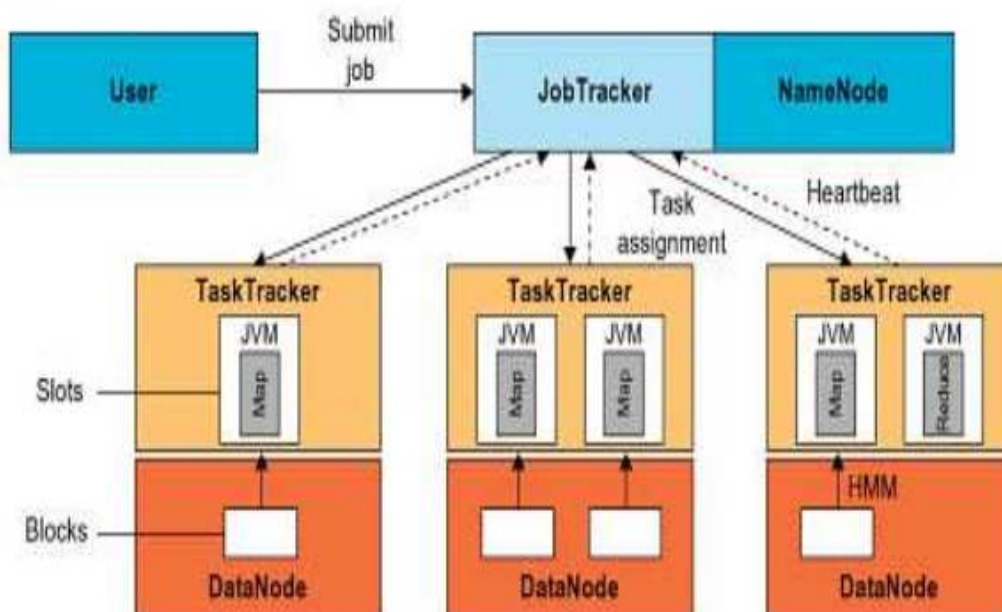 Submit
job
User
JobTracker
NameNode
Heartbeat
Task
assignment
TaskTracker
TaskTracker
TaskTracker
JVM
JVM
JVM
JVM
JVM
Slots
Map
Map
Map
Map
Reduce
HMM
Blocks
DataNode
DataNode
DataNode